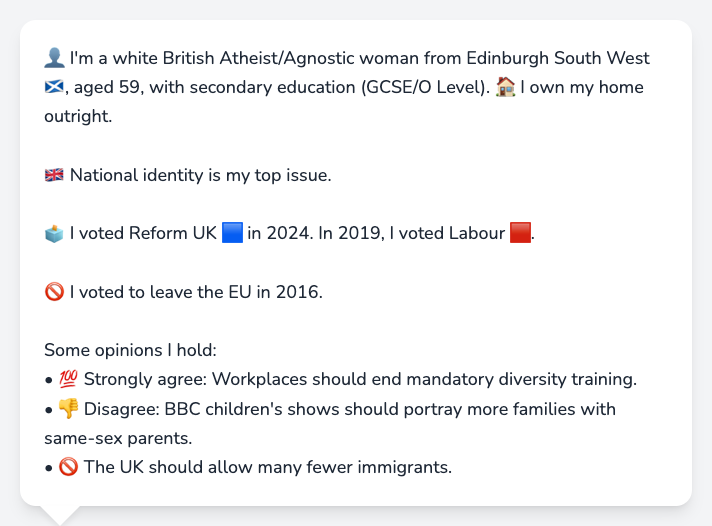 👤 I'm a white British Atheist/Agnostic woman from Edinburgh South West
🏴󠁧󠁢󠁳󠁣󠁴󠁿, aged 59, with secondary education (GCSE/O Level). 🏠 I own my home
outright.
🇬🇧 National identity is my top issue.
🗳️ I voted Reform UK 🟦 in 2024. In 2019, I voted Labour 🟥.
🚫 I voted to leave the EU in 2016.
Some opinions I hold:
• 💯 Strongly agree: Workplaces should end mandatory diversity training.
• 👎 Disagree: BBC children's shows should portray more families with
same-sex parents.
• 🚫 The UK should allow many fewer immigrants.